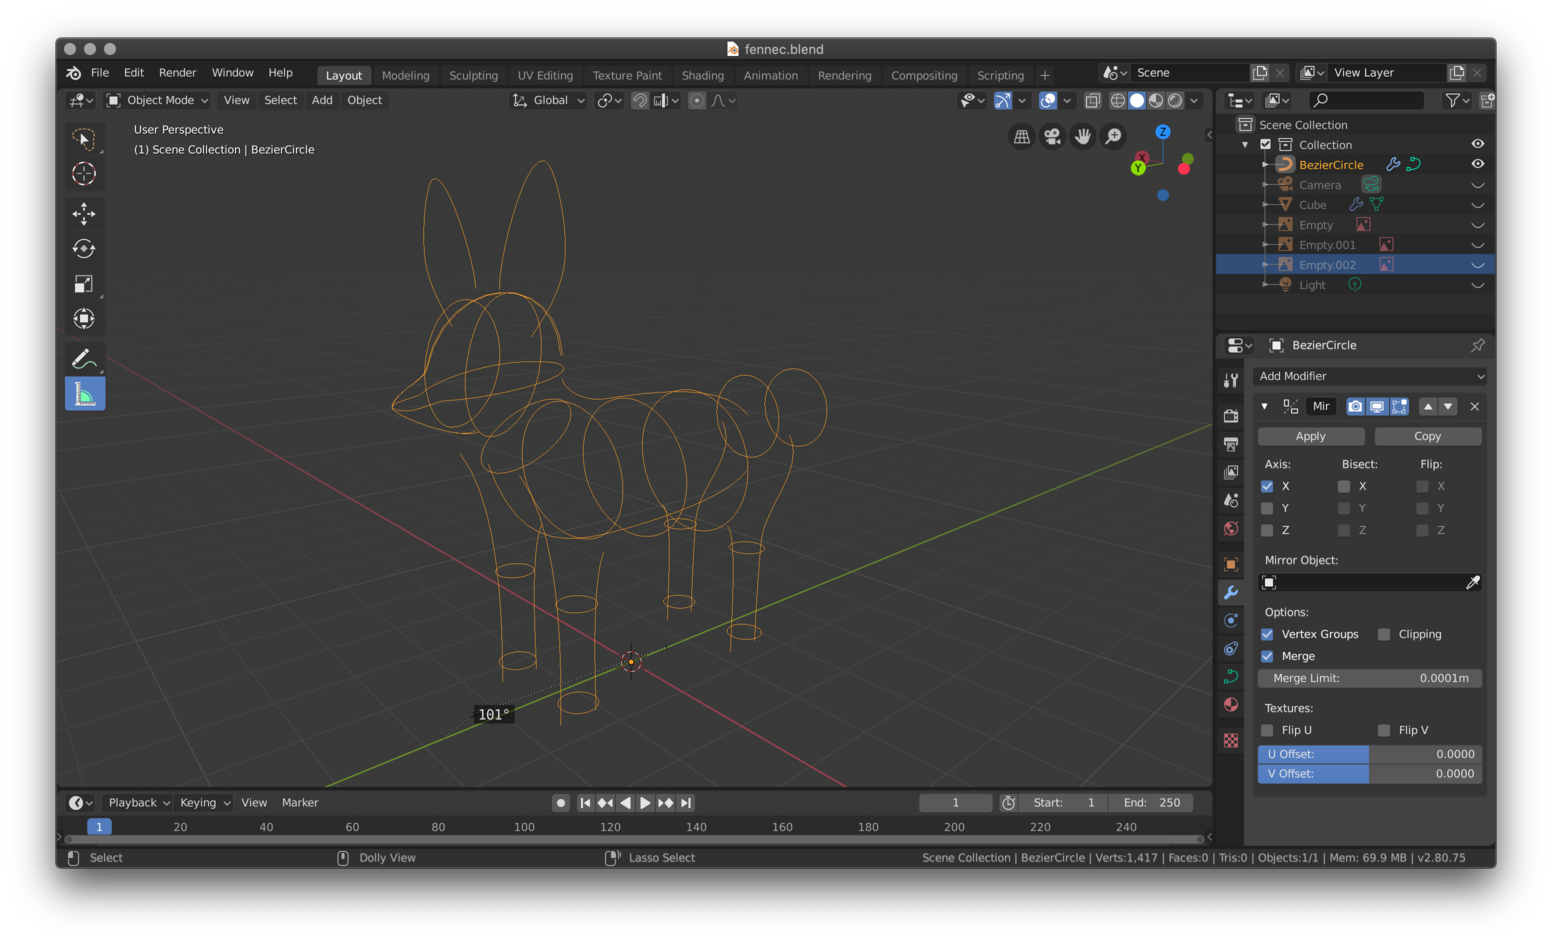 fennec.blend
File Edit Render Window Help Layout Modeling Sculpting UV Editing Texture Paint Shading Animation Rendering Compositing Scripting + Scene View Layer
Object Mode View Select Add Object Global
User Perspective
(1) Scene Collection | BezierCircle
Z
X
Y
101°
Scene Collection
Collection
BezierCircle
Camera
Cube
Empty
Empty.001
Empty.002
Light
BezierCircle
Add Modifier
Mir
Apply Copy
Axis: Bisect: Flip:
X X X
Y Y Y
Z Z Z
Mirror Object:
Options:
Vertex Groups Clipping
Merge
Merge Limit: 0.0001m
Textures:
Flip U Flip V
U Offset: 0.0000
V Offset: 0.0000
Playback Keying View Marker 1 Start: 1 End: 250
1 20 40 60 80 100 120 140 160 180 200 220 240
Select Dolly View Lasso Select Scene Collection | BezierCircle | Verts:1,417 | Faces:0 | Tris:0 | Objects:1/1 | Mem: 69.9 MB | v2.80.75